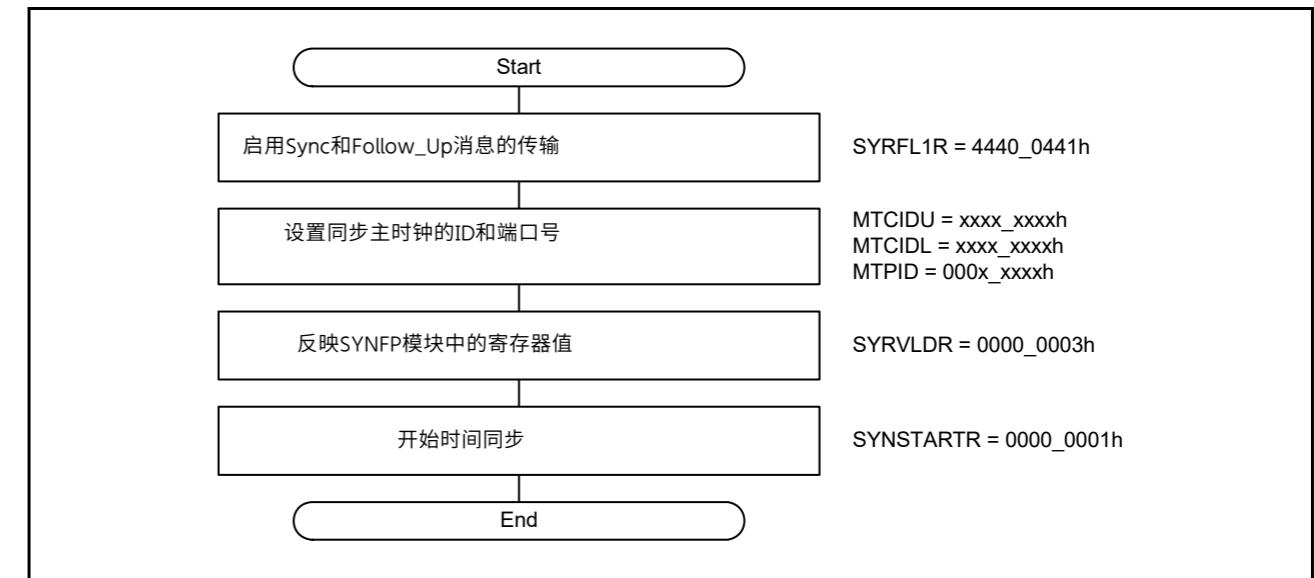 Start
启用Sync和Follow_Up消息的传输
SYRFL1R = 4440_0441h
设置同步主时钟的ID和端口号
MTCIDU = xxxx_xxxxh
MTCIDL = xxxx_xxxxh
MTPID = 000x_xxxxh
反映SYNFP模块中的寄存器值
SYRVLDR = 0000_0003h
开始时间同步
SYNSTARTR = 0000_0001h
End